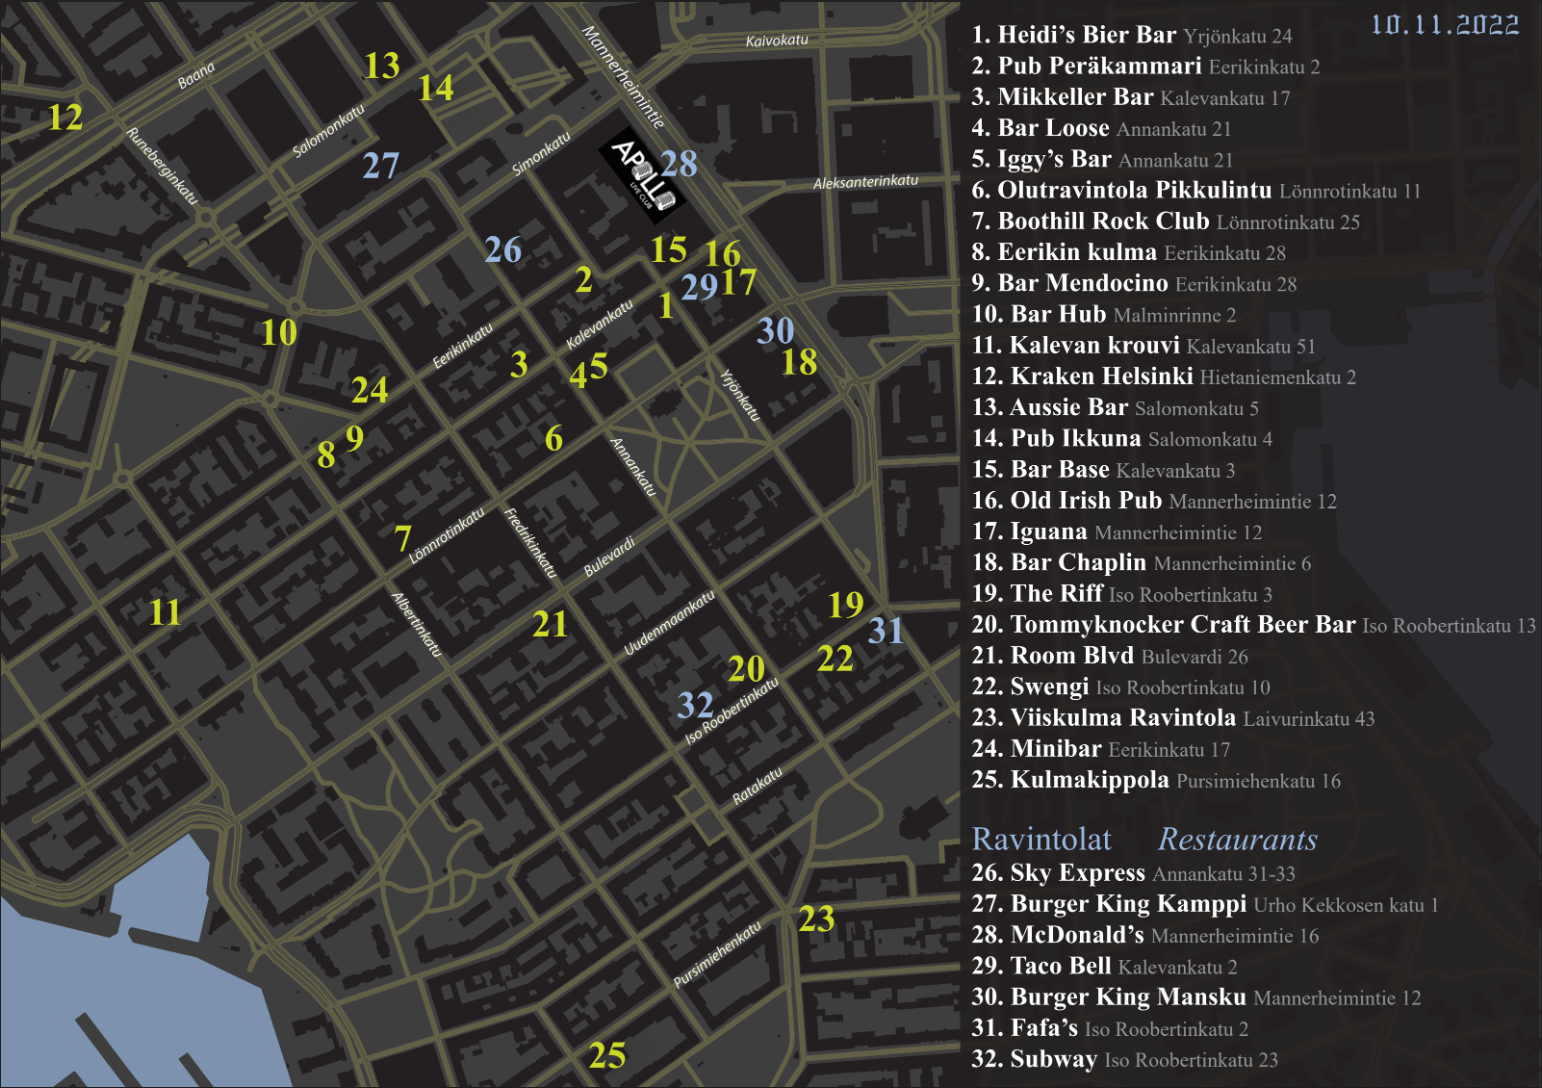 10.11.2022
1. Heidi’s Bier Bar Yrjönkatu 24
2. Pub Peräkammari Eerikinkatu 2
3. Mikkeller Bar Kalevankatu 17
4. Bar Loose Annankatu 21
5. Iggy’s Bar Annankatu 21
6. Olutravintola Pikkulintu Lönnrotinkatu 11
7. Boothill Rock Club Lönnrotinkatu 25
8. Eerikin kulma Eerikinkatu 28
9. Bar Mendocino Eerikinkatu 28
10. Bar Hub Malminrinne 2
11. Kalevan krouvi Kalevankatu 51
12. Kraken Helsinki Hietaniemenkatu 2
13. Aussie Bar Salomonkatu 5
14. Pub Ikkuna Salomonkatu 4
15. Bar Base Kalevankatu 3
16. Old Irish Pub Mannerheimintie 12
17. Iguana Mannerheimintie 12
18. Bar Chaplin Mannerheimintie 6
19. The Riff Iso Roobertinkatu 3
20. Tommyknocker Craft Beer Bar Iso Roobertinkatu 13
21. Room Blvd Bulevardi 26
22. Swengi Iso Roobertinkatu 10
23. Viiskulma Ravintola Laivurinkatu 43
24. Minibar Eerikinkatu 17
25. Kulmakippola Pursimiehenkatu 16
Ravintolat Restaurants
26. Sky Express Annankatu 31-33
27. Burger King Kamppi Urho Kekkosen katu 1
28. McDonald’s Mannerheimintie 16
29. Taco Bell Kalevankatu 2
30. Burger King Mansku Mannerheimintie 12
31. Fafa’s Iso Roobertinkatu 2
32. Subway Iso Roobertinkatu 23
Mannerheimintie
Kaivokatu
13
Baana
14
12
Salomonkatu
Runeberginkatu
27
Simonkatu
APOLLO
LIVE CLUB
28
Aleksanterinkatu
26
15
16
2
29
17
1
10
Eerikinkatu
Kalevankatu
30
3
4
5
18
24
Yrjönkatu
9
8
6
Annankatu
7
Lönnrotinkatu
Fredrikinkatu
Bulevardi
11
Albertinkatu
21
Uudenmaankatu
19
31
20
22
32
Iso Roobertinkatu
Ratakatu
23
Pursimiehenkatu
25